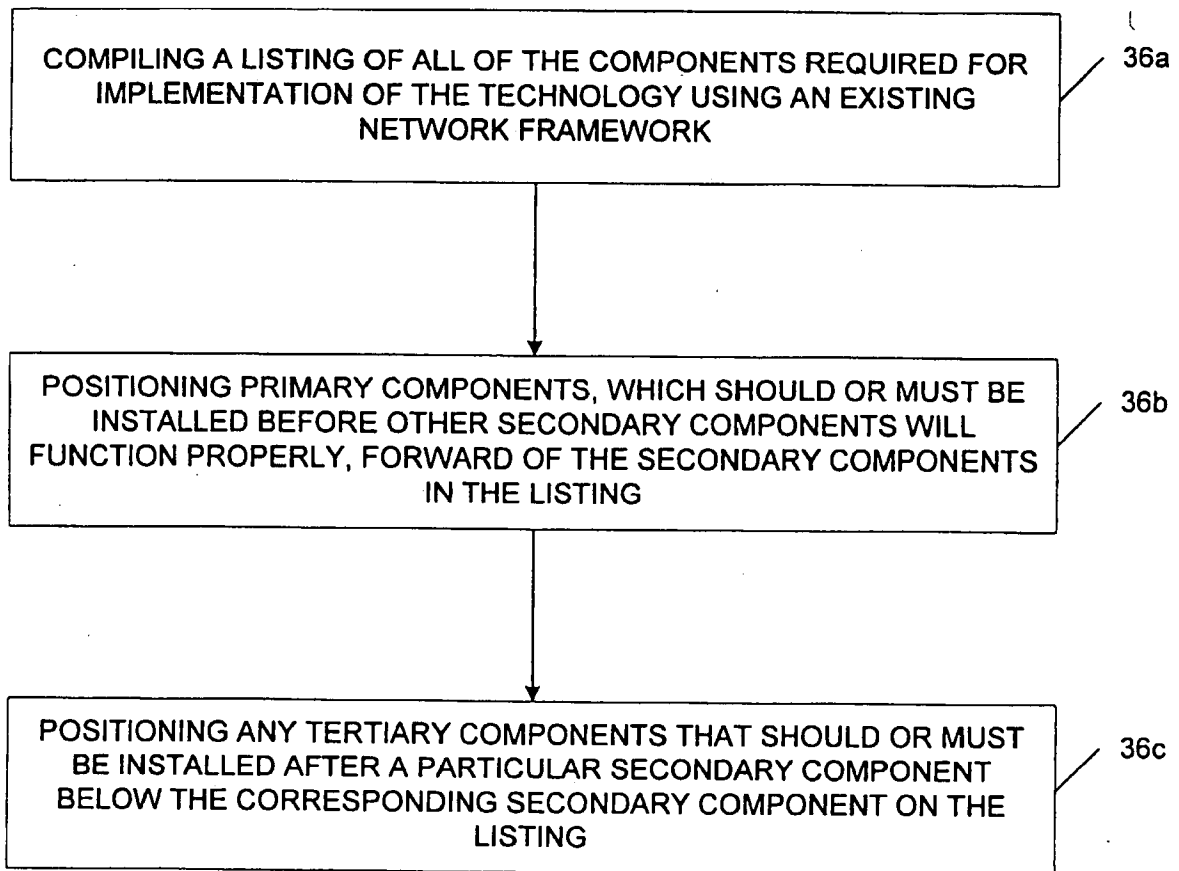 COMPILING A LISTING OF ALL OF THE COMPONENTS REQUIRED FOR
IMPLEMENTATION OF THE TECHNOLOGY USING AN EXISTING
NETWORK FRAMEWORK
36a
POSITIONING PRIMARY COMPONENTS, WHICH SHOULD OR MUST BE
INSTALLED BEFORE OTHER SECONDARY COMPONENTS WILL
FUNCTION PROPERLY, FORWARD OF THE SECONDARY COMPONENTS
IN THE LISTING
36b
POSITIONING ANY TERTIARY COMPONENTS THAT SHOULD OR MUST
BE INSTALLED AFTER A PARTICULAR SECONDARY COMPONENT
BELOW THE CORRESPONDING SECONDARY COMPONENT ON THE
LISTING
36c